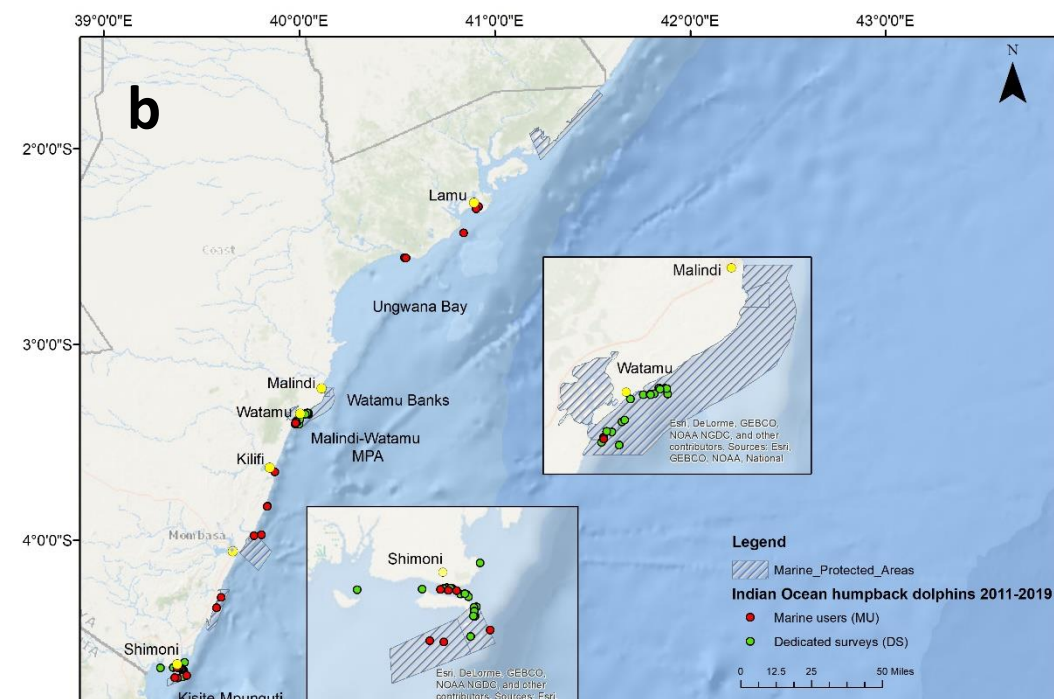 39°0'0"E
40°0'0"E
41°0'0"E
42°0'0"E
43°0'0"E
b
N
2°0'0"S
Lamu
Coast
Ungwana Bay
Malindi
3°0'0"S
Malindi
Watamu Banks
Watamu
Watamu
Malindi-Watamu
MPA
Esri, DeLorme, GEBCO,
NOAA NGDC, and other
contributors, Sources: Esri,
GEBCO, NOAA, National
Kilifi
4°0'0"S
Mombasa
Shimoni
Shimoni
Esri, DeLorme, GEBCO,
NOAA NGDC, and other
contributors, Sources: Esri,
Kisite Mpunguti
Legend
Marine_Protected_Areas
Indian Ocean humpback dolphins 2011-2019
Marine users (MU)
Dedicated surveys (DS)
0 12.5 25 50 Miles